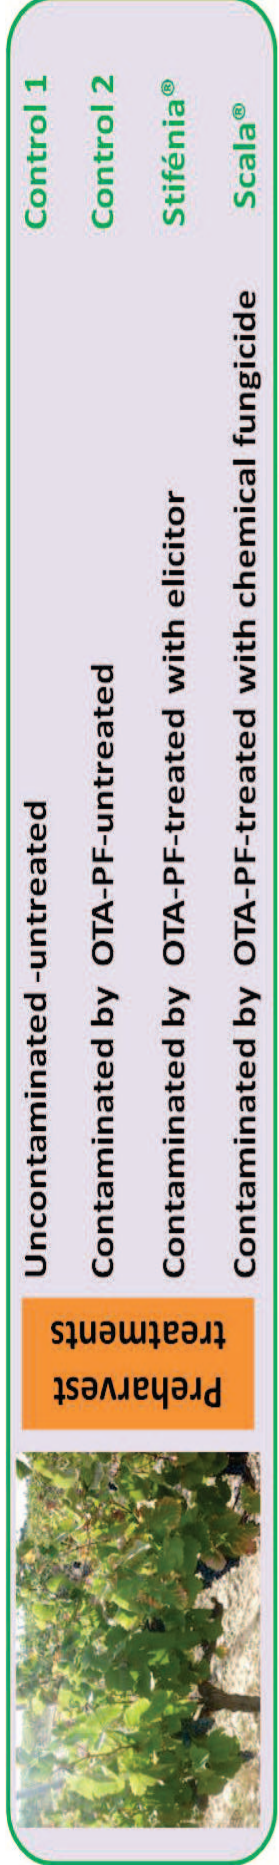 Preharvest
treatments
Uncontaminated -untreated Control 1
Contaminated by OTA-PF-untreated Control 2
Contaminated by OTA-PF-treated with elicitor Stifénia®
Contaminated by OTA-PF-treated with chemical fungicide Scala®